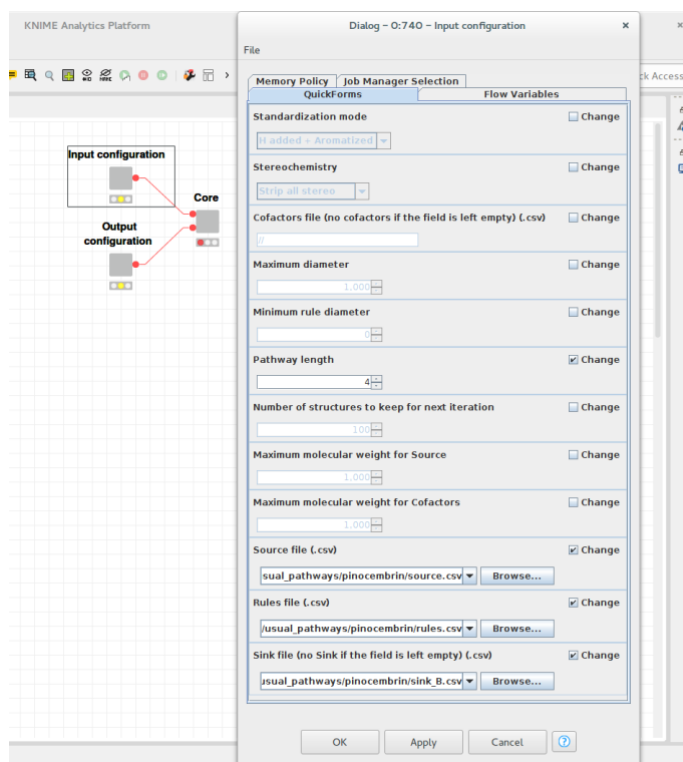 KNIME Analytics Platform
Dialog - 0:740 - Input configuration
File
ck Access
Memory Policy
Job Manager Selection
QuickForms
Flow Variables
Standardization mode
Change
H added + Aromatized
Stereochemistry
Change
Strip all stereo
Cofactors file (no cofactors if the field is left empty) (.csv)
Change
//
Maximum diameter
Change
1,000
Minimum rule diameter
Change
0
Pathway length
Change
4
Number of structures to keep for next iteration
Change
100
Maximum molecular weight for Source
Change
1,000
Maximum molecular weight for Cofactors
Change
1,000
Source file (.csv)
Change
sual_pathways/pinocembrin/source.csv
Browse...
Rules file (.csv)
Change
/usual_pathways/pinocembrin/rules.csv
Browse...
Sink file (no Sink if the field is left empty) (.csv)
Change
usual_pathways/pinocembrin/sink_B.csv
Browse...
OK
Apply
Cancel
?
Input configuration
Core
Output
configuration